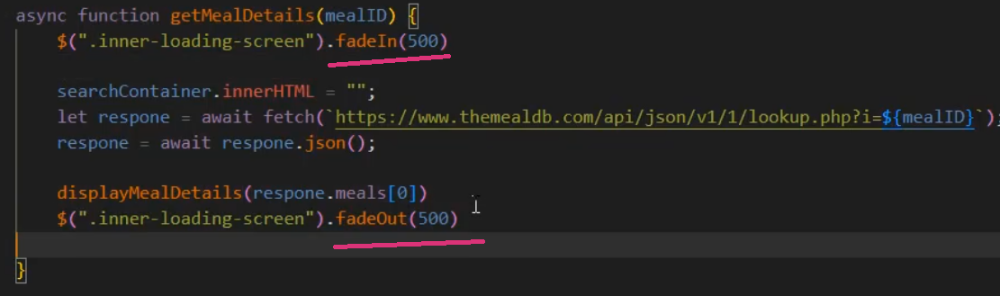 async function getMealDetails(mealID) {
$(".inner-loading-screen").fadeIn(500)
searchContainer.innerHTML = "";
let respone = await fetch(`https://www.themealdb.com/api/json/v1/1/lookup.php?i=${mealID}`);
respone = await respone.json();
displayMealDetails(respone.meals[0])
$(".inner-loading-screen").fadeOut(500)
}